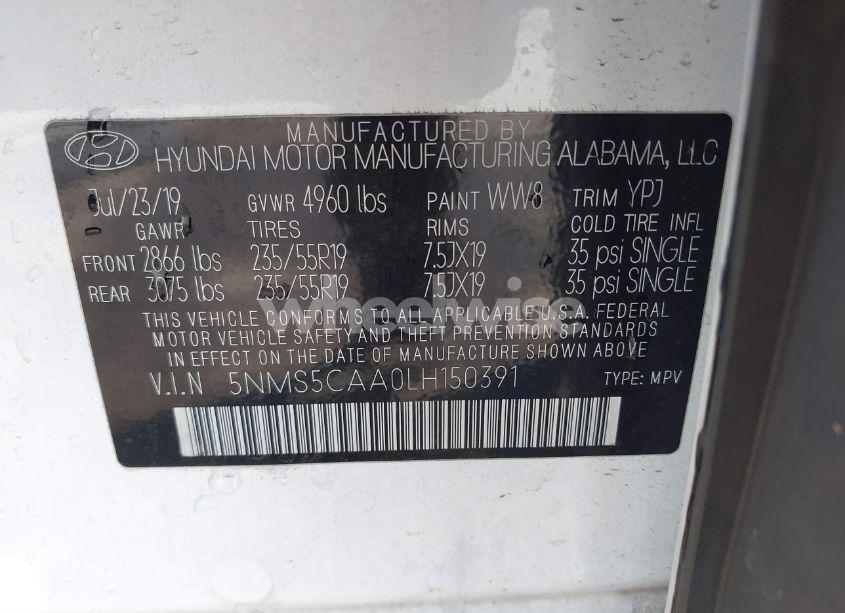 MANUFACTURED BY
HYUNDAI MOTOR MANUFACTURING ALABAMA, LLC
Jul/23/19 GVWR 4960 lbs PAINT WW8 TRIM YPJ
GAWR TIRES RIMS COLD TIRE INFL
FRONT 2866 lbs 235/55R19 7.5JX19 35 psi SINGLE
REAR 3075 lbs 235/55R19 7.5JX19 35 psi SINGLE
Wheelwise
THIS VEHICLE CONFORMS TO ALL APPLICABLE U.S.A. FEDERAL
MOTOR VEHICLE SAFETY AND THEFT PREVENTION STANDARDS
IN EFFECT ON THE DATE OF MANUFACTURE SHOWN ABOVE
V.I.N 5NMS5CAA0LH150391 TYPE: MPV